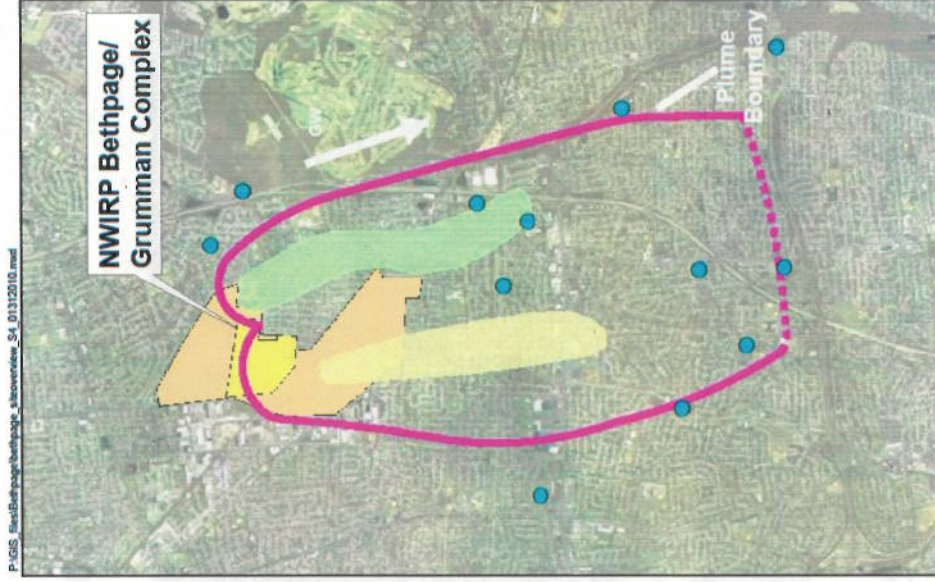 P:\GIS_files\Bethpage\bethpage_siteoverview_S4_01312010.mxd
NWIRP Bethpage/
Grumman Complex
GW
Plume
Boundary